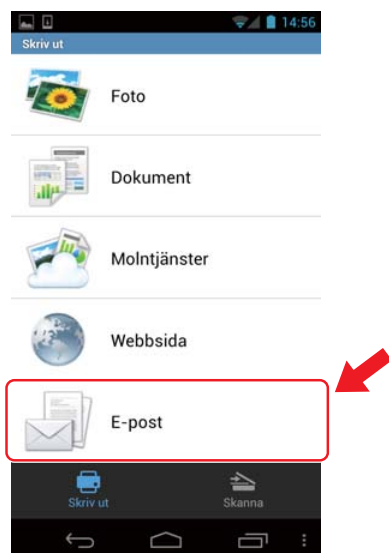 14:56
Skriv ut
Foto
Dokument
Molntjänster
Webbsida
E-post
Skriv ut
Skanna